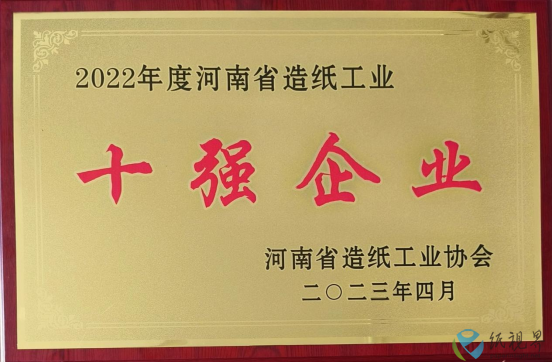 2022年度河南省造纸工业
十强企业
河南省造纸工业协会
二〇二三年四月
纸视界